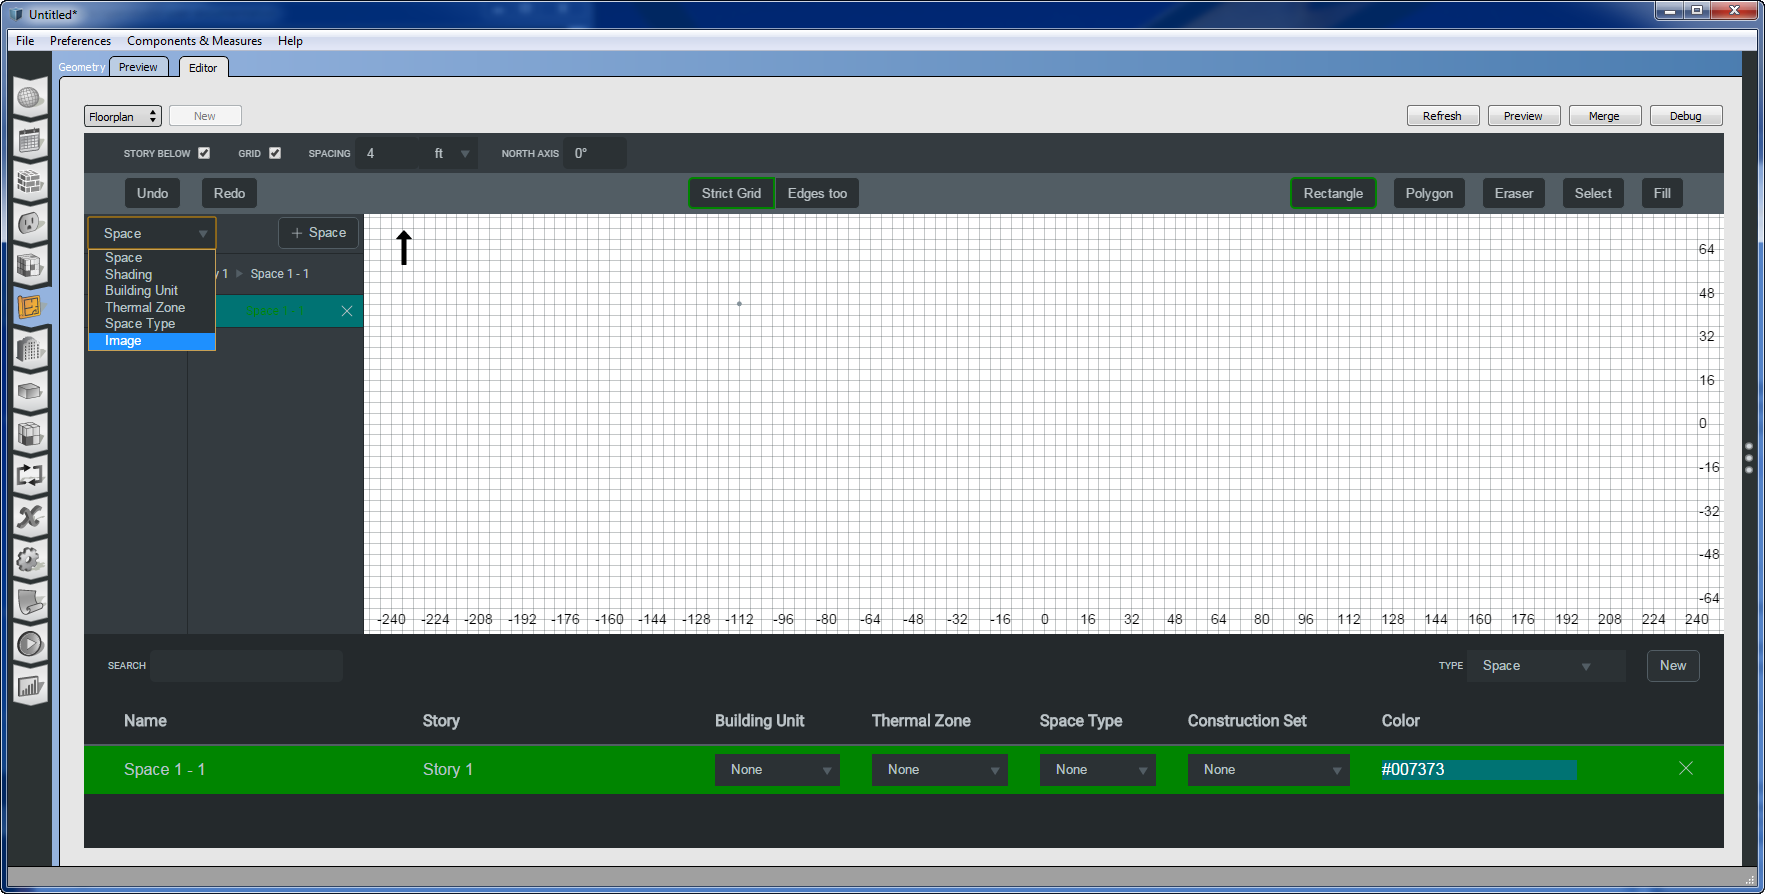 Untitled*
File Preferences Components & Measures Help
Geometry Preview Editor
Floorplan New Refresh Preview Merge Debug
STORY BELOW GRID SPACING 4 ft NORTH AXIS 0°
Undo Redo Strict Grid Edges too Rectangle Polygon Eraser Select Fill
Space + Space
Space
Shading
Building Unit
Thermal Zone
Space Type
Image
y 1 Space 1 - 1
Space 1 - 1
64
48
32
16
0
-16
-32
-48
-64
-240 -224 -208 -192 -176 -160 -144 -128 -112 -96 -80 -64 -48 -32 -16 0 16 32 48 64 80 96 112 128 144 160 176 192 208 224 240
SEARCH TYPE Space New
Name Story Building Unit Thermal Zone Space Type Construction Set Color
Space 1 - 1 Story 1 None None None None #007373